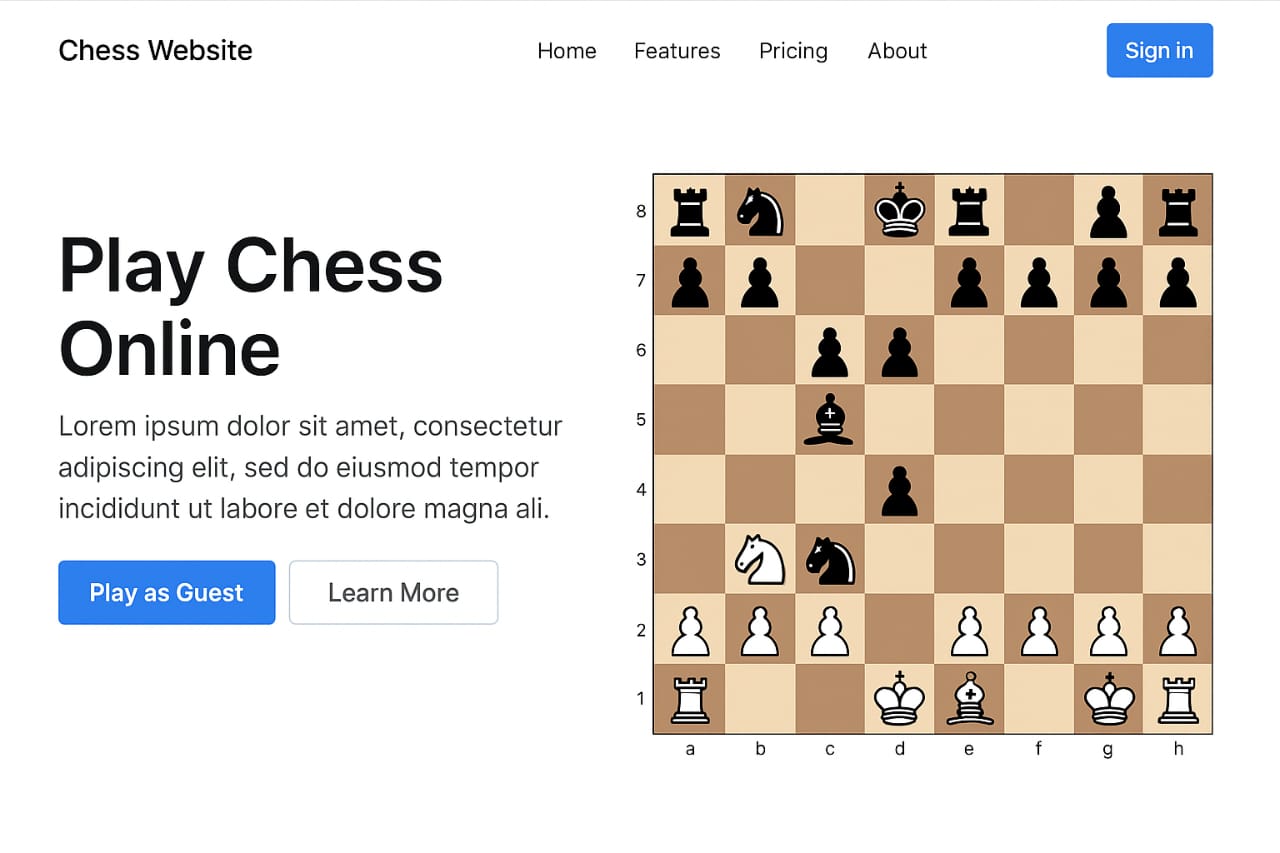 Chess Website
Home
Features
Pricing
About
Sign in
Play Chess
Online
Lorem ipsum dolor sit amet, consectetur
adipiscing elit, sed do eiusmod tempor
incididunt ut labore et dolore magna ali.
Play as Guest
Learn More
8
7
6
5
4
3
2
1
a b c d e f g h